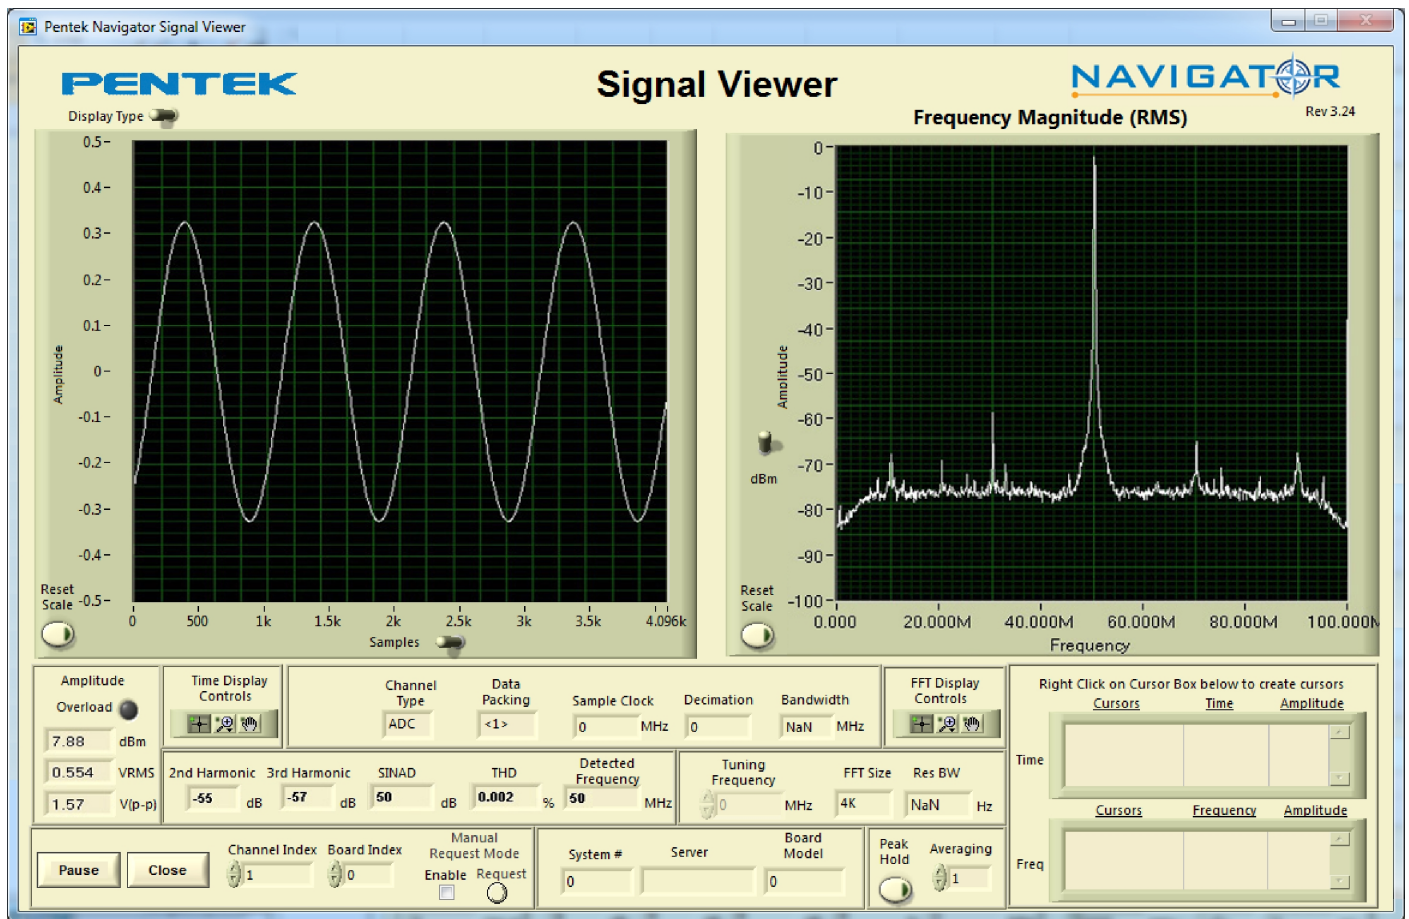 Pentek Navigator Signal Viewer
PENTEK
Signal Viewer
NAVIGATOR
Rev 3.24
Display Type
Frequency Magnitude (RMS)
0.5
0.4
0.3
0.2
0.1
0
-0.1
-0.2
-0.3
-0.4
-0.5
Amplitude
Reset
Scale
0
500
1k
1.5k
2k
2.5k
3k
3.5k
4.096k
Samples
0
-10
-20
-30
-40
-50
-60
-70
-80
-90
-100
Amplitude
dBm
Reset
Scale
0.000
20.000M
40.000M
60.000M
80.000M
100.000M
Frequency
Amplitude
Overload
7.88 dBm
0.554 VRMS
1.57 V(p-p)
Time Display
Controls
Channel
Type
ADC
Data
Packing
<1>
Sample Clock
0 MHz
Decimation
0
Bandwidth
NaN MHz
FFT Display
Controls
2nd Harmonic
-55 dB
3rd Harmonic
-57 dB
SINAD
50 dB
THD
0.002 %
Detected
Frequency
50 MHz
Tuning
Frequency
0 MHz
FFT Size
4K
Res BW
NaN Hz
Right Click on Cursor Box below to create cursors
Cursors Time Amplitude
Time
Cursors Frequency Amplitude
Freq
Pause
Close
Channel Index
1
Board Index
0
Manual
Request Mode
Enable Request
System #
0
Server
Board
Model
0
Peak
Hold
Averaging
1